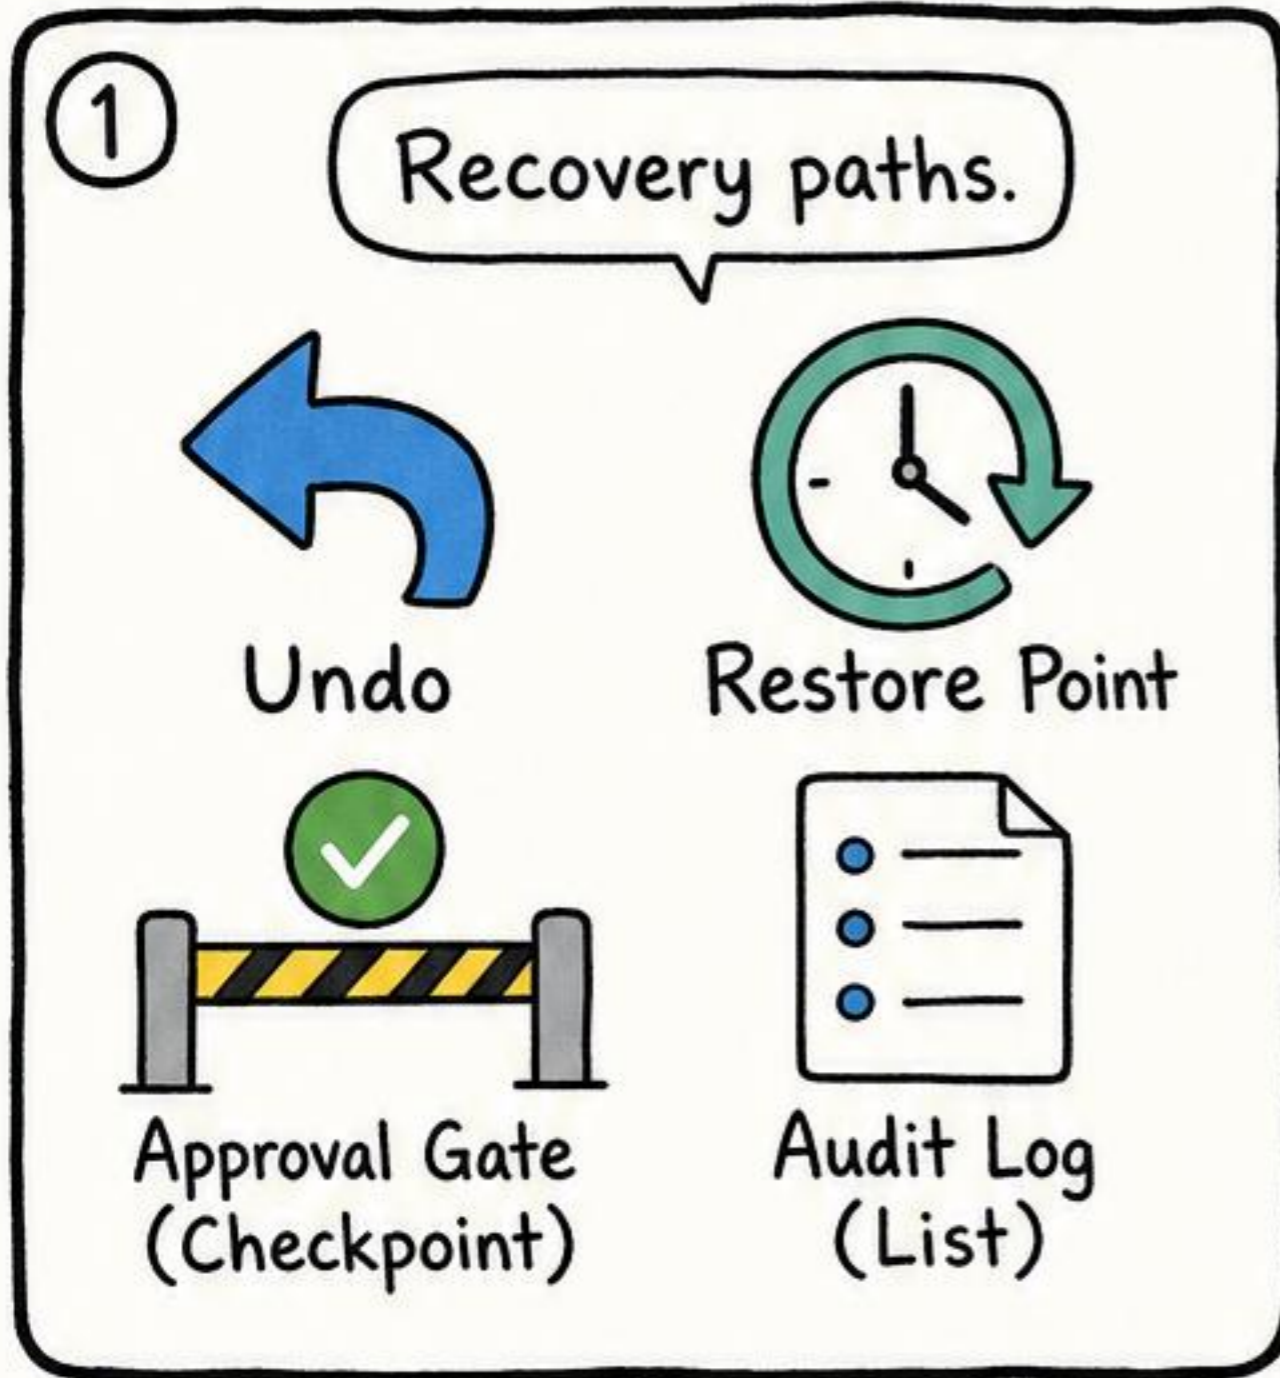 1
Recovery paths.
Undo
Restore Point
Approval Gate
(Checkpoint)
Audit Log
(List)